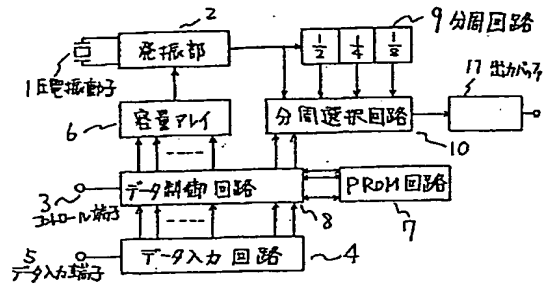 2
発振部
1 圧電振動子
9 分周回路
1/2 1/4 1/8
11 出力バッファ
6
容量アレイ
分周選択回路
10
3
コントロール端子
データ制御回路
8
PROM回路
7
5
データ入力端子
データ入力回路
4